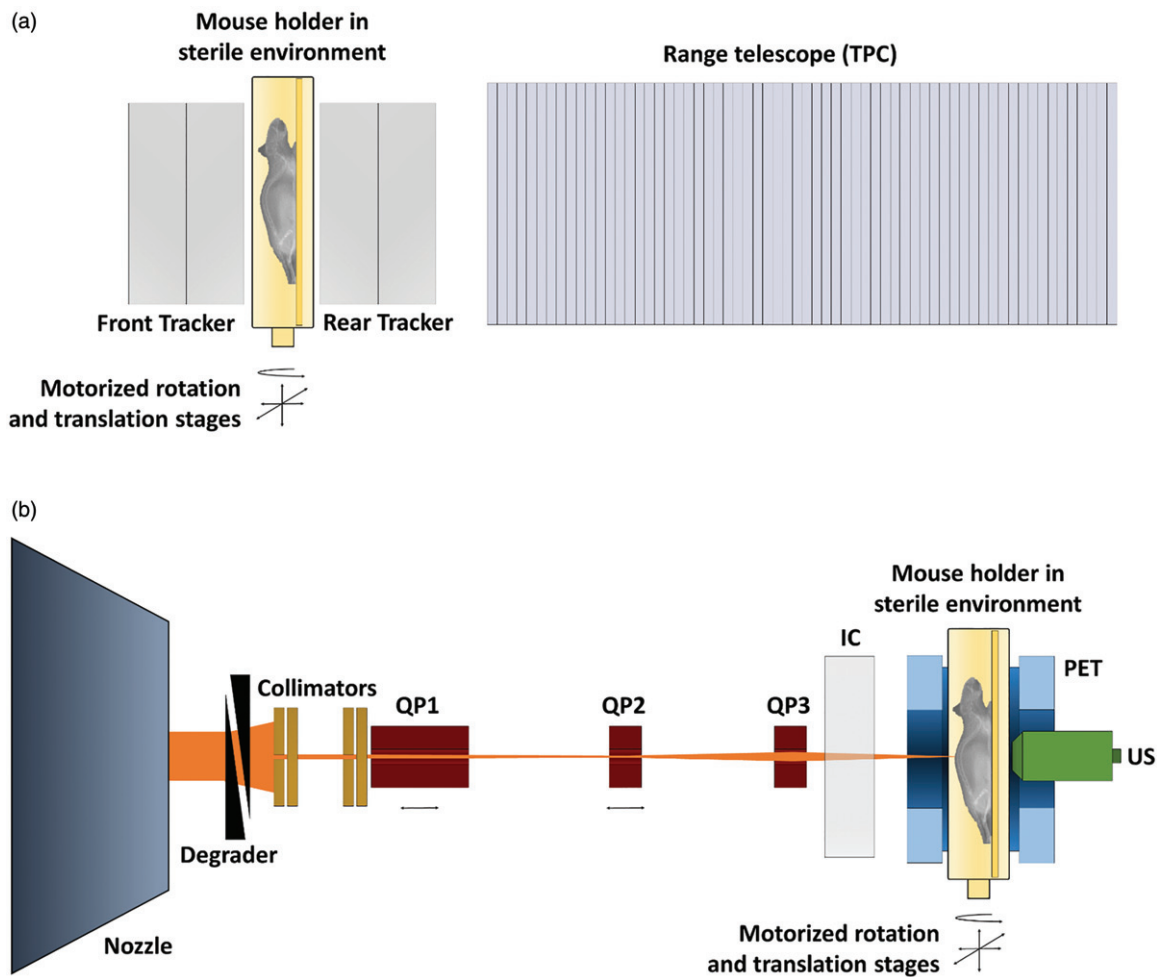 (a)
Mouse holder in
sterile environment
Range telescope (TPC)
Front Tracker
Rear Tracker
Motorized rotation
and translation stages
(b)
Mouse holder in
sterile environment
IC
PET
Collimators
QP1
QP2
QP3
US
Degrader
Nozzle
Motorized rotation
and translation stages